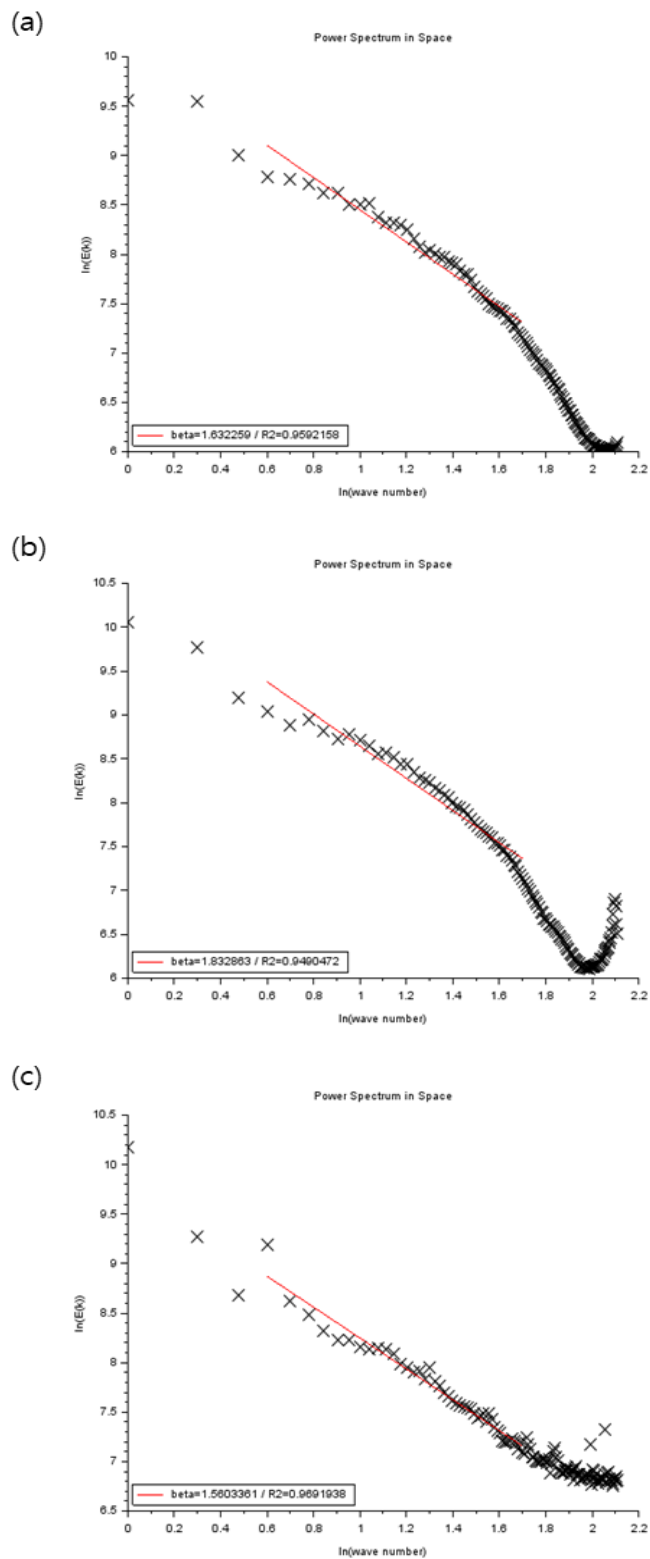 (a)
Power Spectrum in Space
10
9.5
9
8.5
8
7.5
7
6.5
6
ln(E(k))
beta=1.632259 / R2=0.9592158
0 0.2 0.4 0.6 0.8 1 1.2 1.4 1.6 1.8 2 2.2
ln(wave number)
(b)
Power Spectrum in Space
10.5
10
9.5
9
8.5
8
7.5
7
6.5
6
ln(E(k))
beta=1.832863 / R2=0.9490472
0 0.2 0.4 0.6 0.8 1 1.2 1.4 1.6 1.8 2 2.2
ln(wave number)
(c)
Power Spectrum in Space
10.5
10
9.5
9
8.5
8
7.5
7
6.5
ln(E(k))
beta=1.5603361 / R2=0.9691938
0 0.2 0.4 0.6 0.8 1 1.2 1.4 1.6 1.8 2 2.2
ln(wave number)